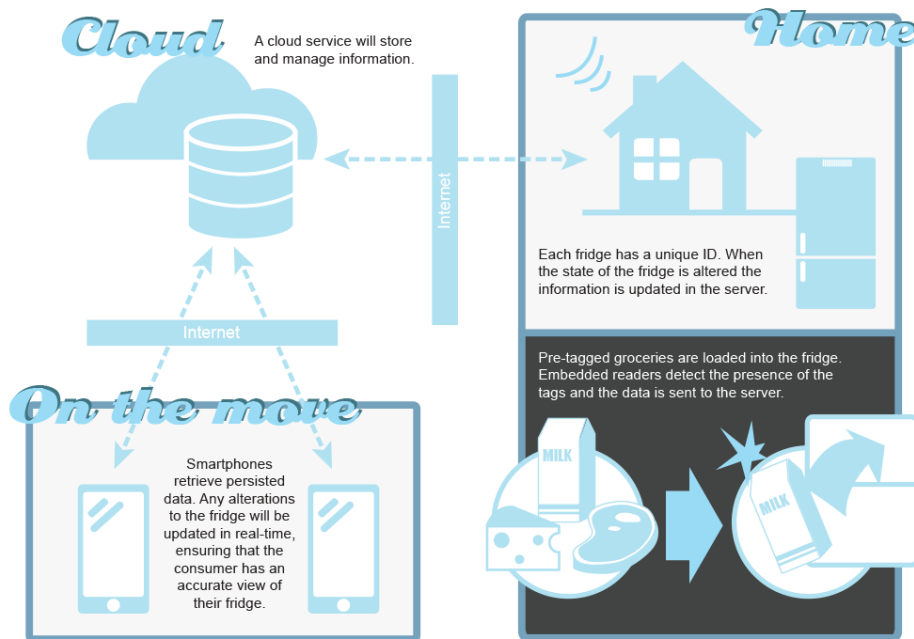 Cloud
A cloud service will store
and manage information.
Home
Internet
Each fridge has a unique ID. When
the state of the fridge is altered the
information is updated in the server.
Internet
Pre-tagged groceries are loaded into the fridge.
Embedded readers detect the presence of the
tags and the data is sent to the server.
On the move
Smartphones
retrieve persisted
data. Any alterations
to the fridge will be
updated in real-time,
ensuring that the
consumer has an
accurate view of
their fridge.
MILK
MILK